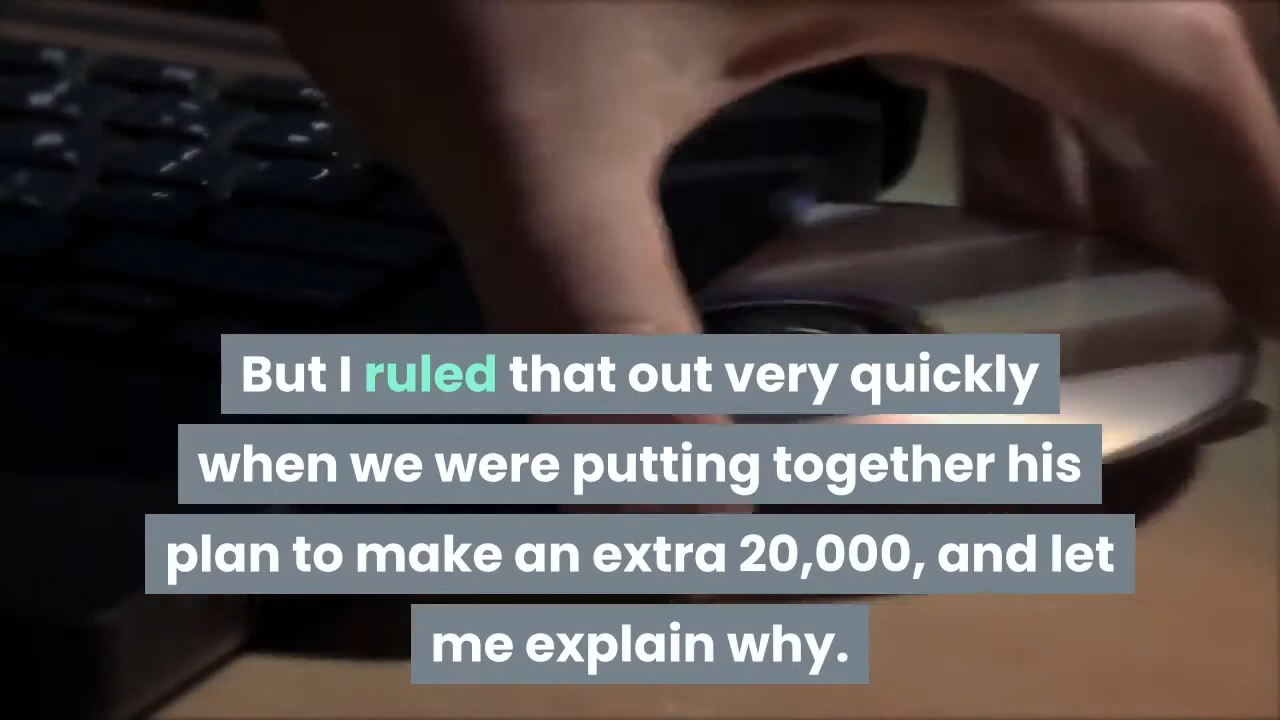 But I ruled that out very quickly
when we were putting together his
plan to make an extra 20,000, and let
me explain why.